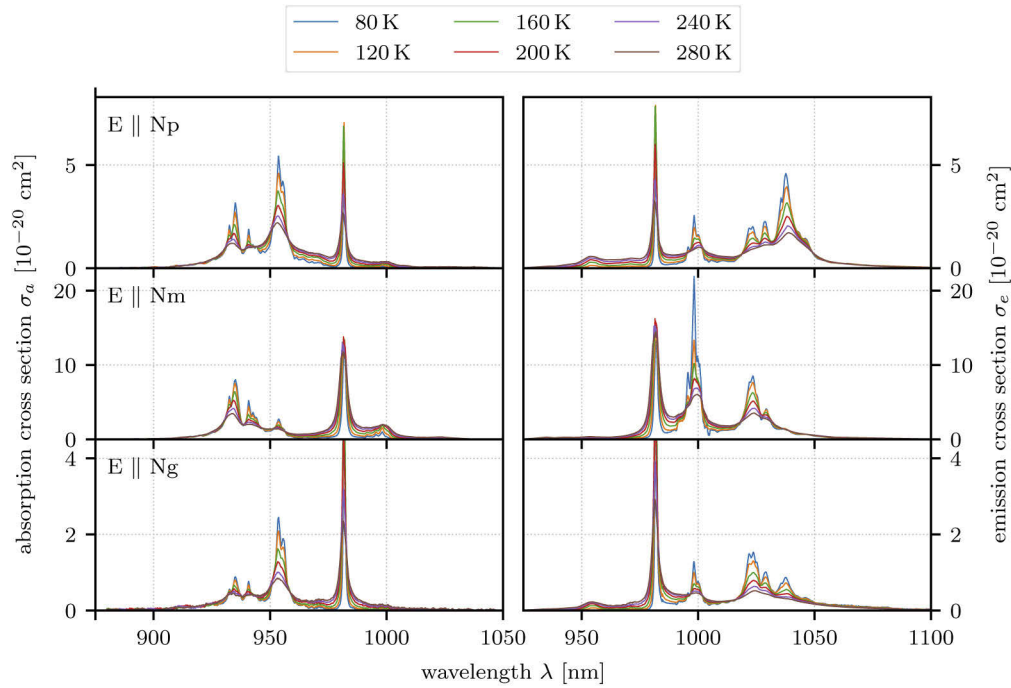 80 K 160 K 240 K
120 K 200 K 280 K
E ∥ Np
5
0
5
0
E ∥ Nm
20
10
0
20
10
0
E ∥ Ng
4
2
0
4
2
0
absorption cross section σₐ [10⁻²⁰ cm²]
emission cross section σₑ [10⁻²⁰ cm²]
900 950 1000 1050
950 1000 1050 1100
wavelength λ [nm]